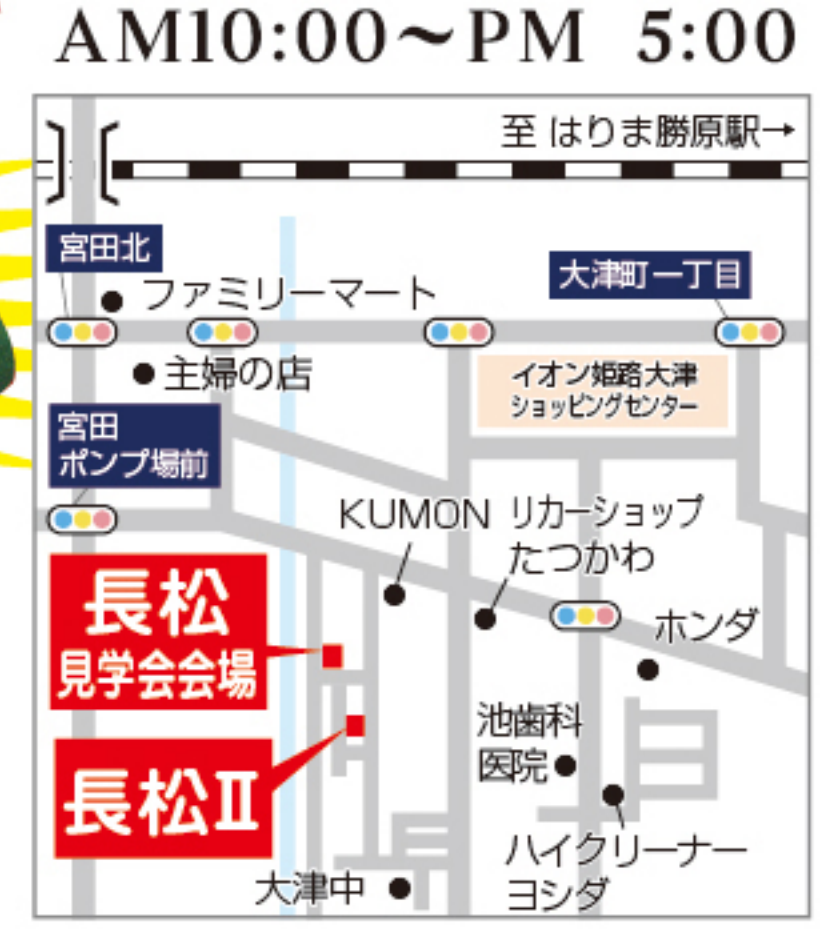 AM10:00～PM 5:00
至 はりま勝原駅→
宮田北
ファミリーマート
大津町一丁目
主婦の店
イオン姫路大津
ショッピングセンター
宮田
ポンプ場前
KUMON
リカーショップ
たつかわ
長松
見学会会場
ホンダ
長松Ⅱ
池歯科
医院
ハイクリーナー
ヨシダ
大津中